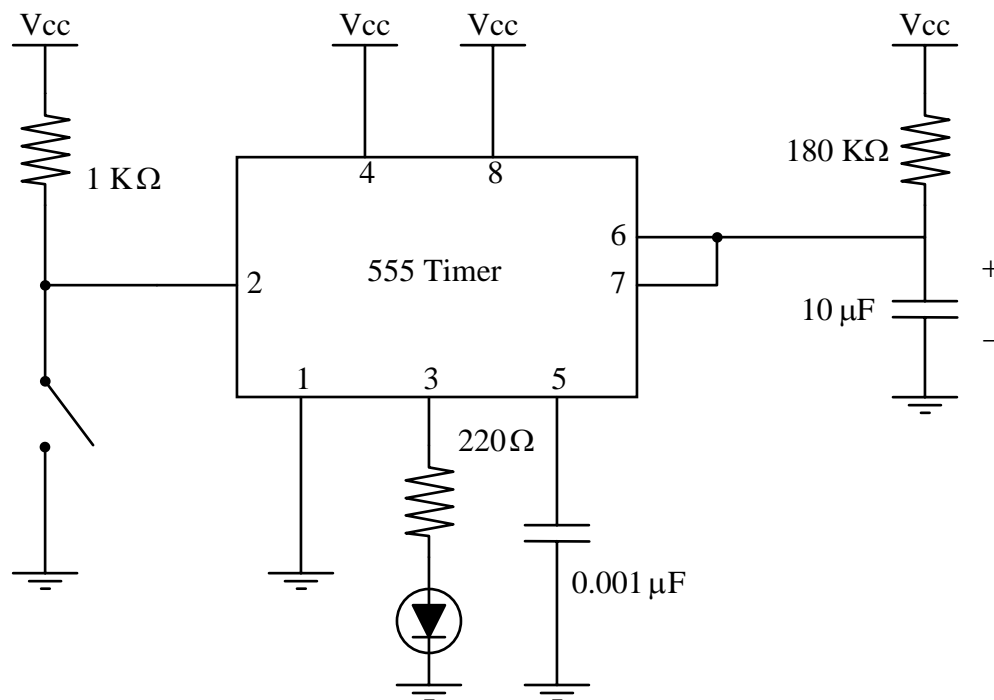 Vcc Vcc Vcc Vcc
180 KΩ
1 KΩ
4 8
6
555 Timer
2 7
+
10 μF
−
1 3 5
220 Ω
0.001 μF